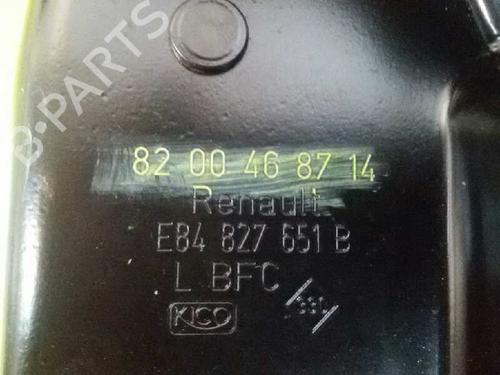 B-PARTS
82 00 46 87 14
Renault
E84 827 651 B
L BFC
KICO